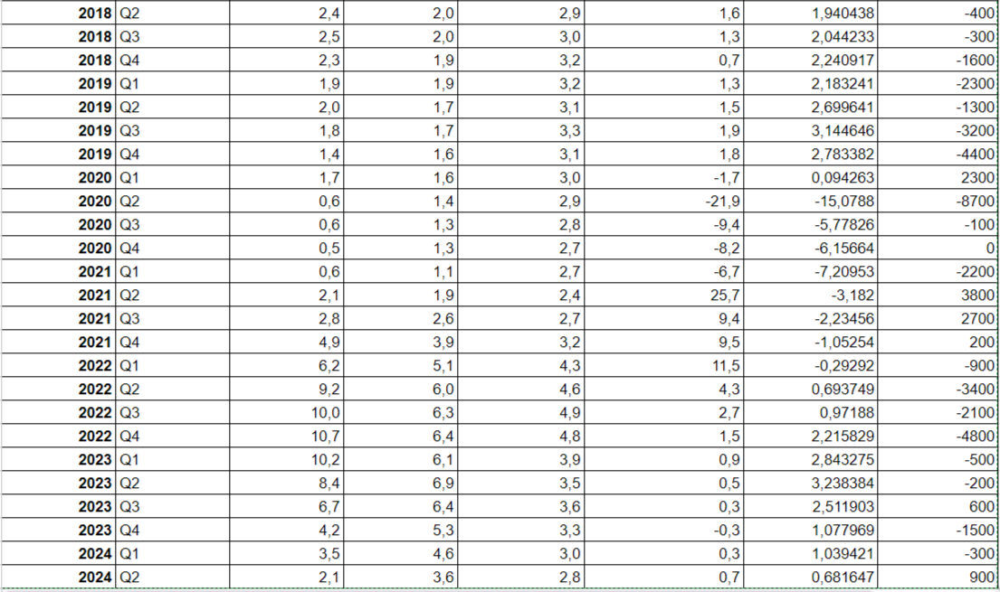 2018 Q2 2,4 2,0 2,9 1,6 1,940438 -400
2018 Q3 2,5 2,0 3,0 1,3 2,044233 -300
2018 Q4 2,3 1,9 3,2 0,7 2,240917 -1600
2019 Q1 1,9 1,9 3,2 1,3 2,183241 -2300
2019 Q2 2,0 1,7 3,1 1,5 2,699641 -1300
2019 Q3 1,8 1,7 3,3 1,9 3,144646 -3200
2019 Q4 1,4 1,6 3,1 1,8 2,783382 -4400
2020 Q1 1,7 1,6 3,0 -1,7 0,094263 2300
2020 Q2 0,6 1,4 2,9 -21,9 -15,0788 -8700
2020 Q3 0,6 1,3 2,8 -9,4 -5,77826 -100
2020 Q4 0,5 1,3 2,7 -8,2 -6,15664 0
2021 Q1 0,6 1,1 2,7 -6,7 -7,20953 -2200
2021 Q2 2,1 1,9 2,4 25,7 -3,182 3800
2021 Q3 2,8 2,6 2,7 9,4 -2,23456 2700
2021 Q4 4,9 3,9 3,2 9,5 -1,05254 200
2022 Q1 6,2 5,1 4,3 11,5 -0,29292 -900
2022 Q2 9,2 6,0 4,6 4,3 0,693749 -3400
2022 Q3 10,0 6,3 4,9 2,7 0,97188 -2100
2022 Q4 10,7 6,4 4,8 1,5 2,215829 -4800
2023 Q1 10,2 6,1 3,9 0,9 2,843275 -500
2023 Q2 8,4 6,9 3,5 0,5 3,238384 -200
2023 Q3 6,7 6,4 3,6 0,3 2,511903 600
2023 Q4 4,2 5,3 3,3 -0,3 1,077969 -1500
2024 Q1 3,5 4,6 3,0 0,3 1,039421 -300
2024 Q2 2,1 3,6 2,8 0,7 0,681647 900